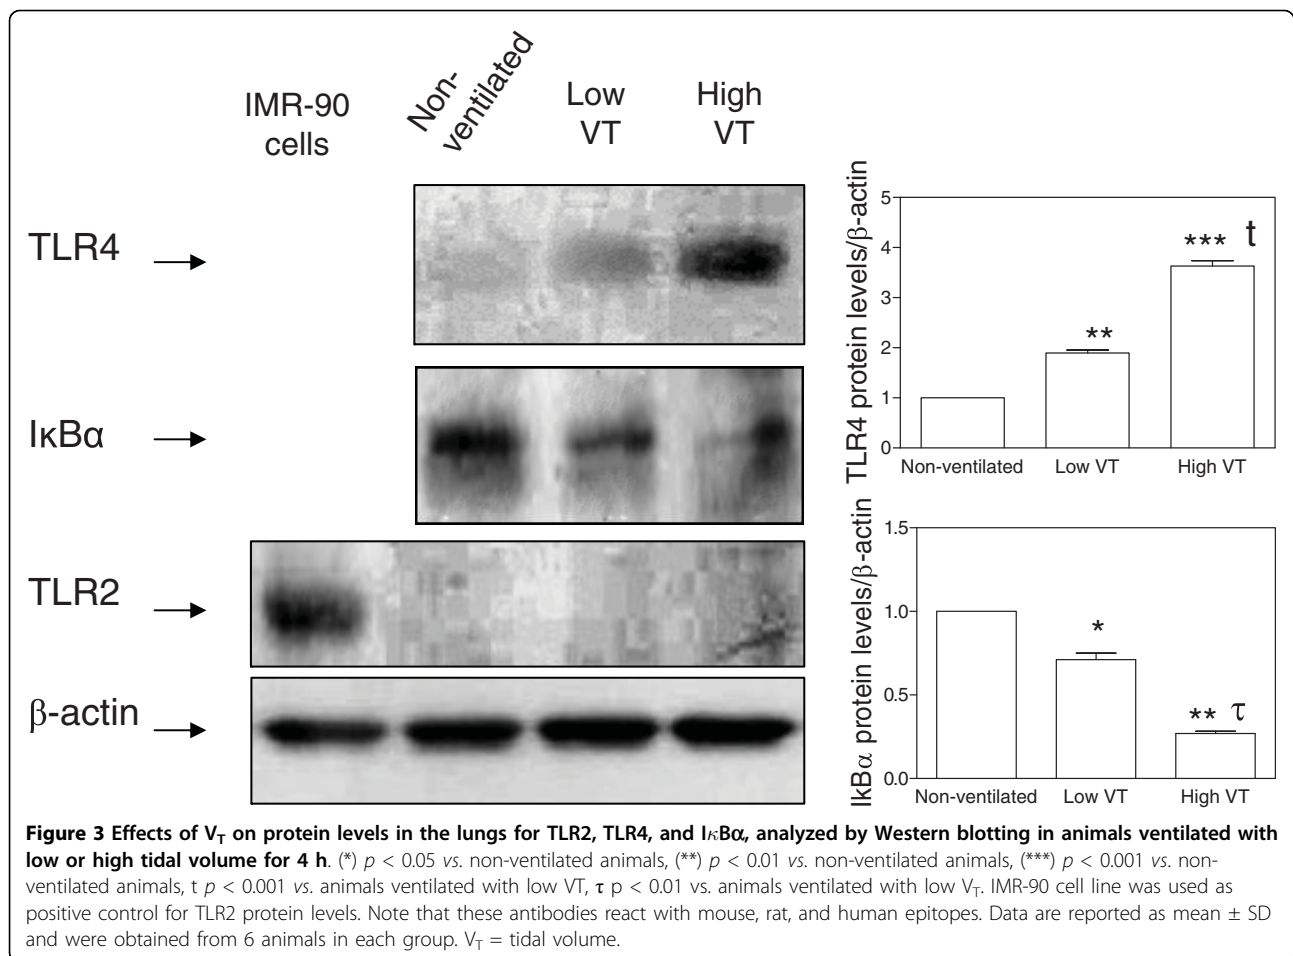 IMR-90
cells
Non-
ventilated
Low
VT
High
VT
TLR4
IκBα
TLR2
β-actin
TLR4 protein levels/β-actin
5
4
3
2
1
0
**
*** t
Non-ventilated Low VT High VT
IkBα protein levels/β-actin
1.5
1.0
0.5
0.0
*
** τ
Non-ventilated Low VT High VT
Figure 3 Effects of VT on protein levels in the lungs for TLR2, TLR4, and IκBα, analyzed by Western blotting in animals ventilated with
low or high tidal volume for 4 h. (*) p < 0.05 vs. non-ventilated animals, (**) p < 0.01 vs. non-ventilated animals, (***) p < 0.001 vs. non-
ventilated animals, t p < 0.001 vs. animals ventilated with low VT, τ p < 0.01 vs. animals ventilated with low VT. IMR-90 cell line was used as
positive control for TLR2 protein levels. Note that these antibodies react with mouse, rat, and human epitopes. Data are reported as mean ± SD
and were obtained from 6 animals in each group. VT = tidal volume.